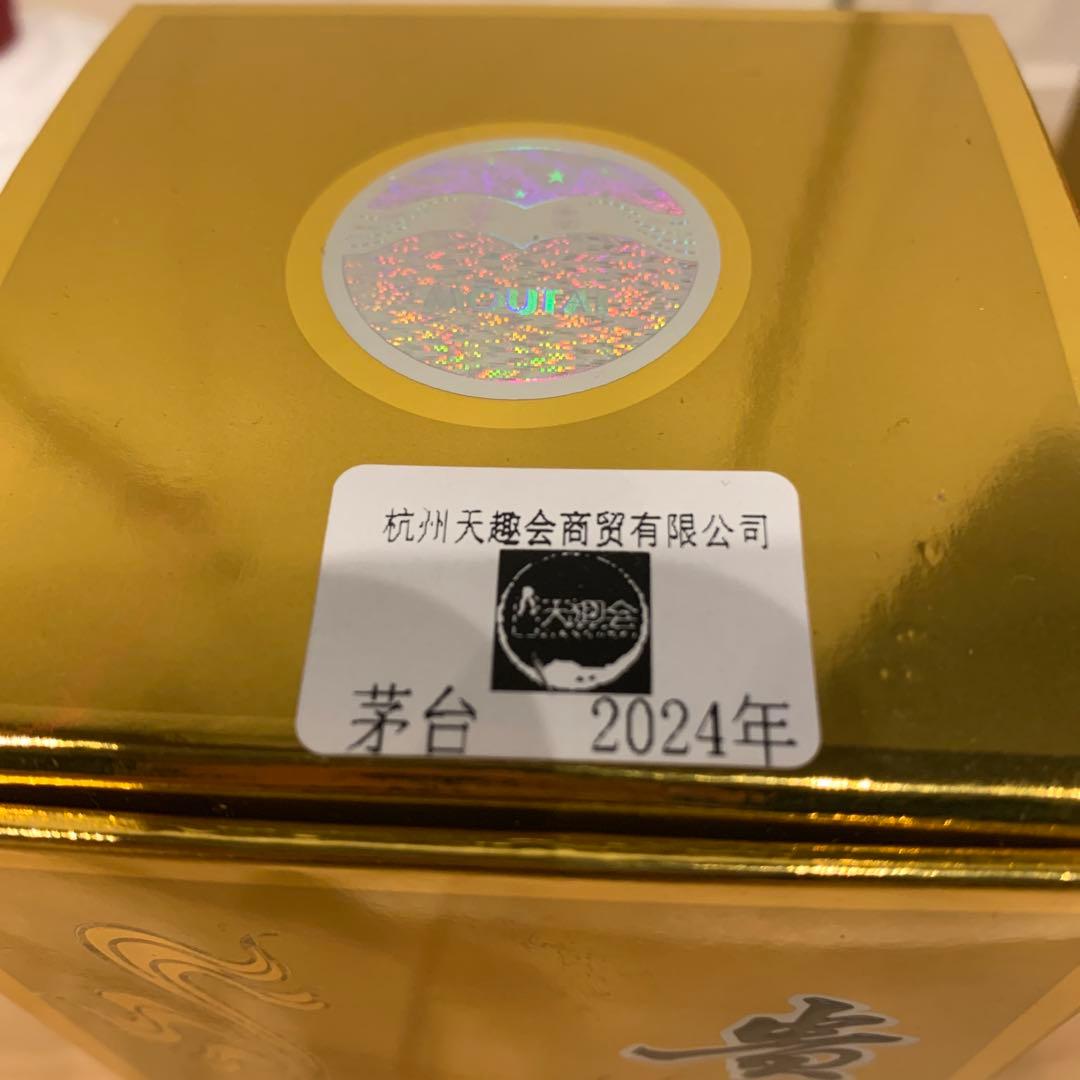 MOUTAI
杭州天趣会商贸有限公司
天趣会
茅台 2024年
贵